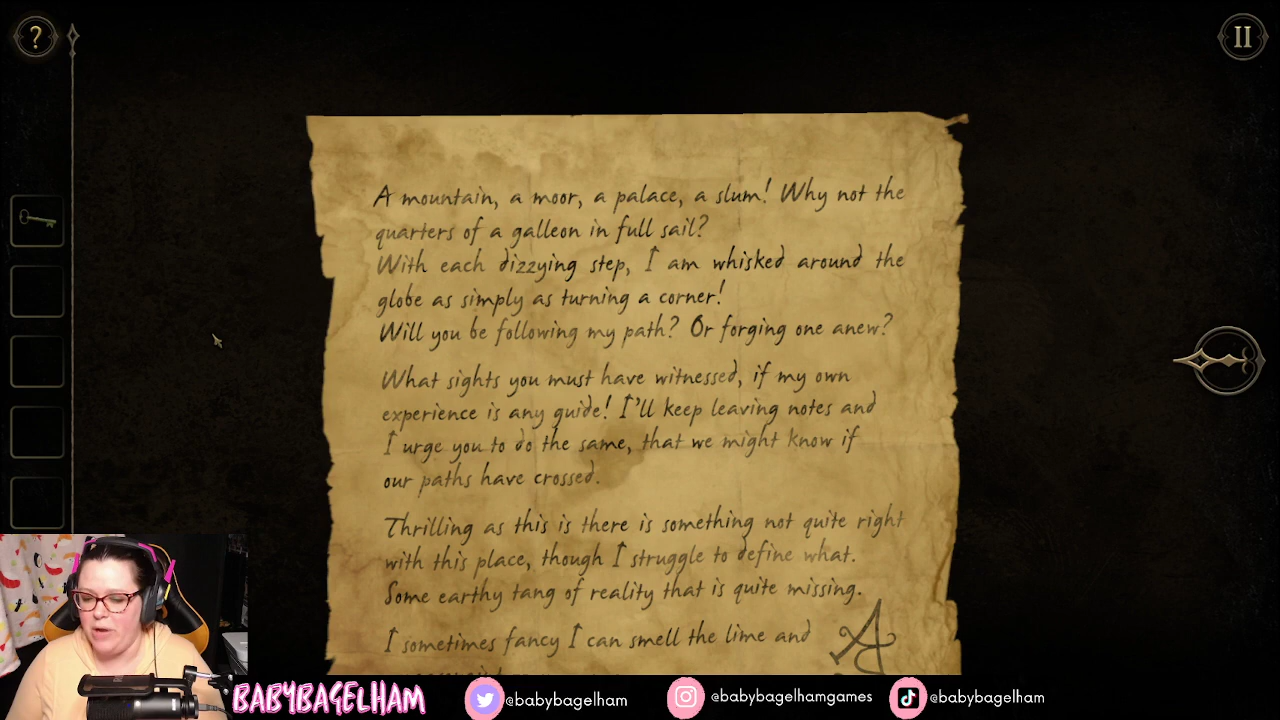 ?
II
A mountain, a moor, a palace, a slum! Why not the
quarters of a galleon in full sail?
With each dizzying step, I am whisked around the
globe as simply as turning a corner!
Will you be following my path? Or forging one anew?
What sights you must have witnessed, if my own
experience is any guide! I'll keep leaving notes and
I urge you to do the same, that we might know if
our paths have crossed.
Thrilling as this is there is something not quite right
with this place, though I struggle to define what.
Some earthy tang of reality that is quite missing.
I sometimes fancy I can smell the lime and
A
BABYBAGELHAM
@babybagelham
@babybagelhamgames
@babybagelham